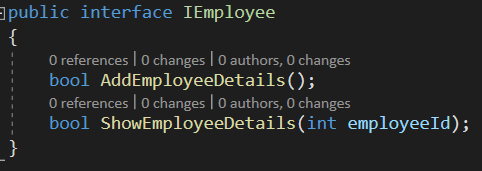 public interface IEmployee
{
0 references | 0 changes | 0 authors, 0 changes
bool AddEmployeeDetails();
0 references | 0 changes | 0 authors, 0 changes
bool ShowEmployeeDetails(int employeeId);
}